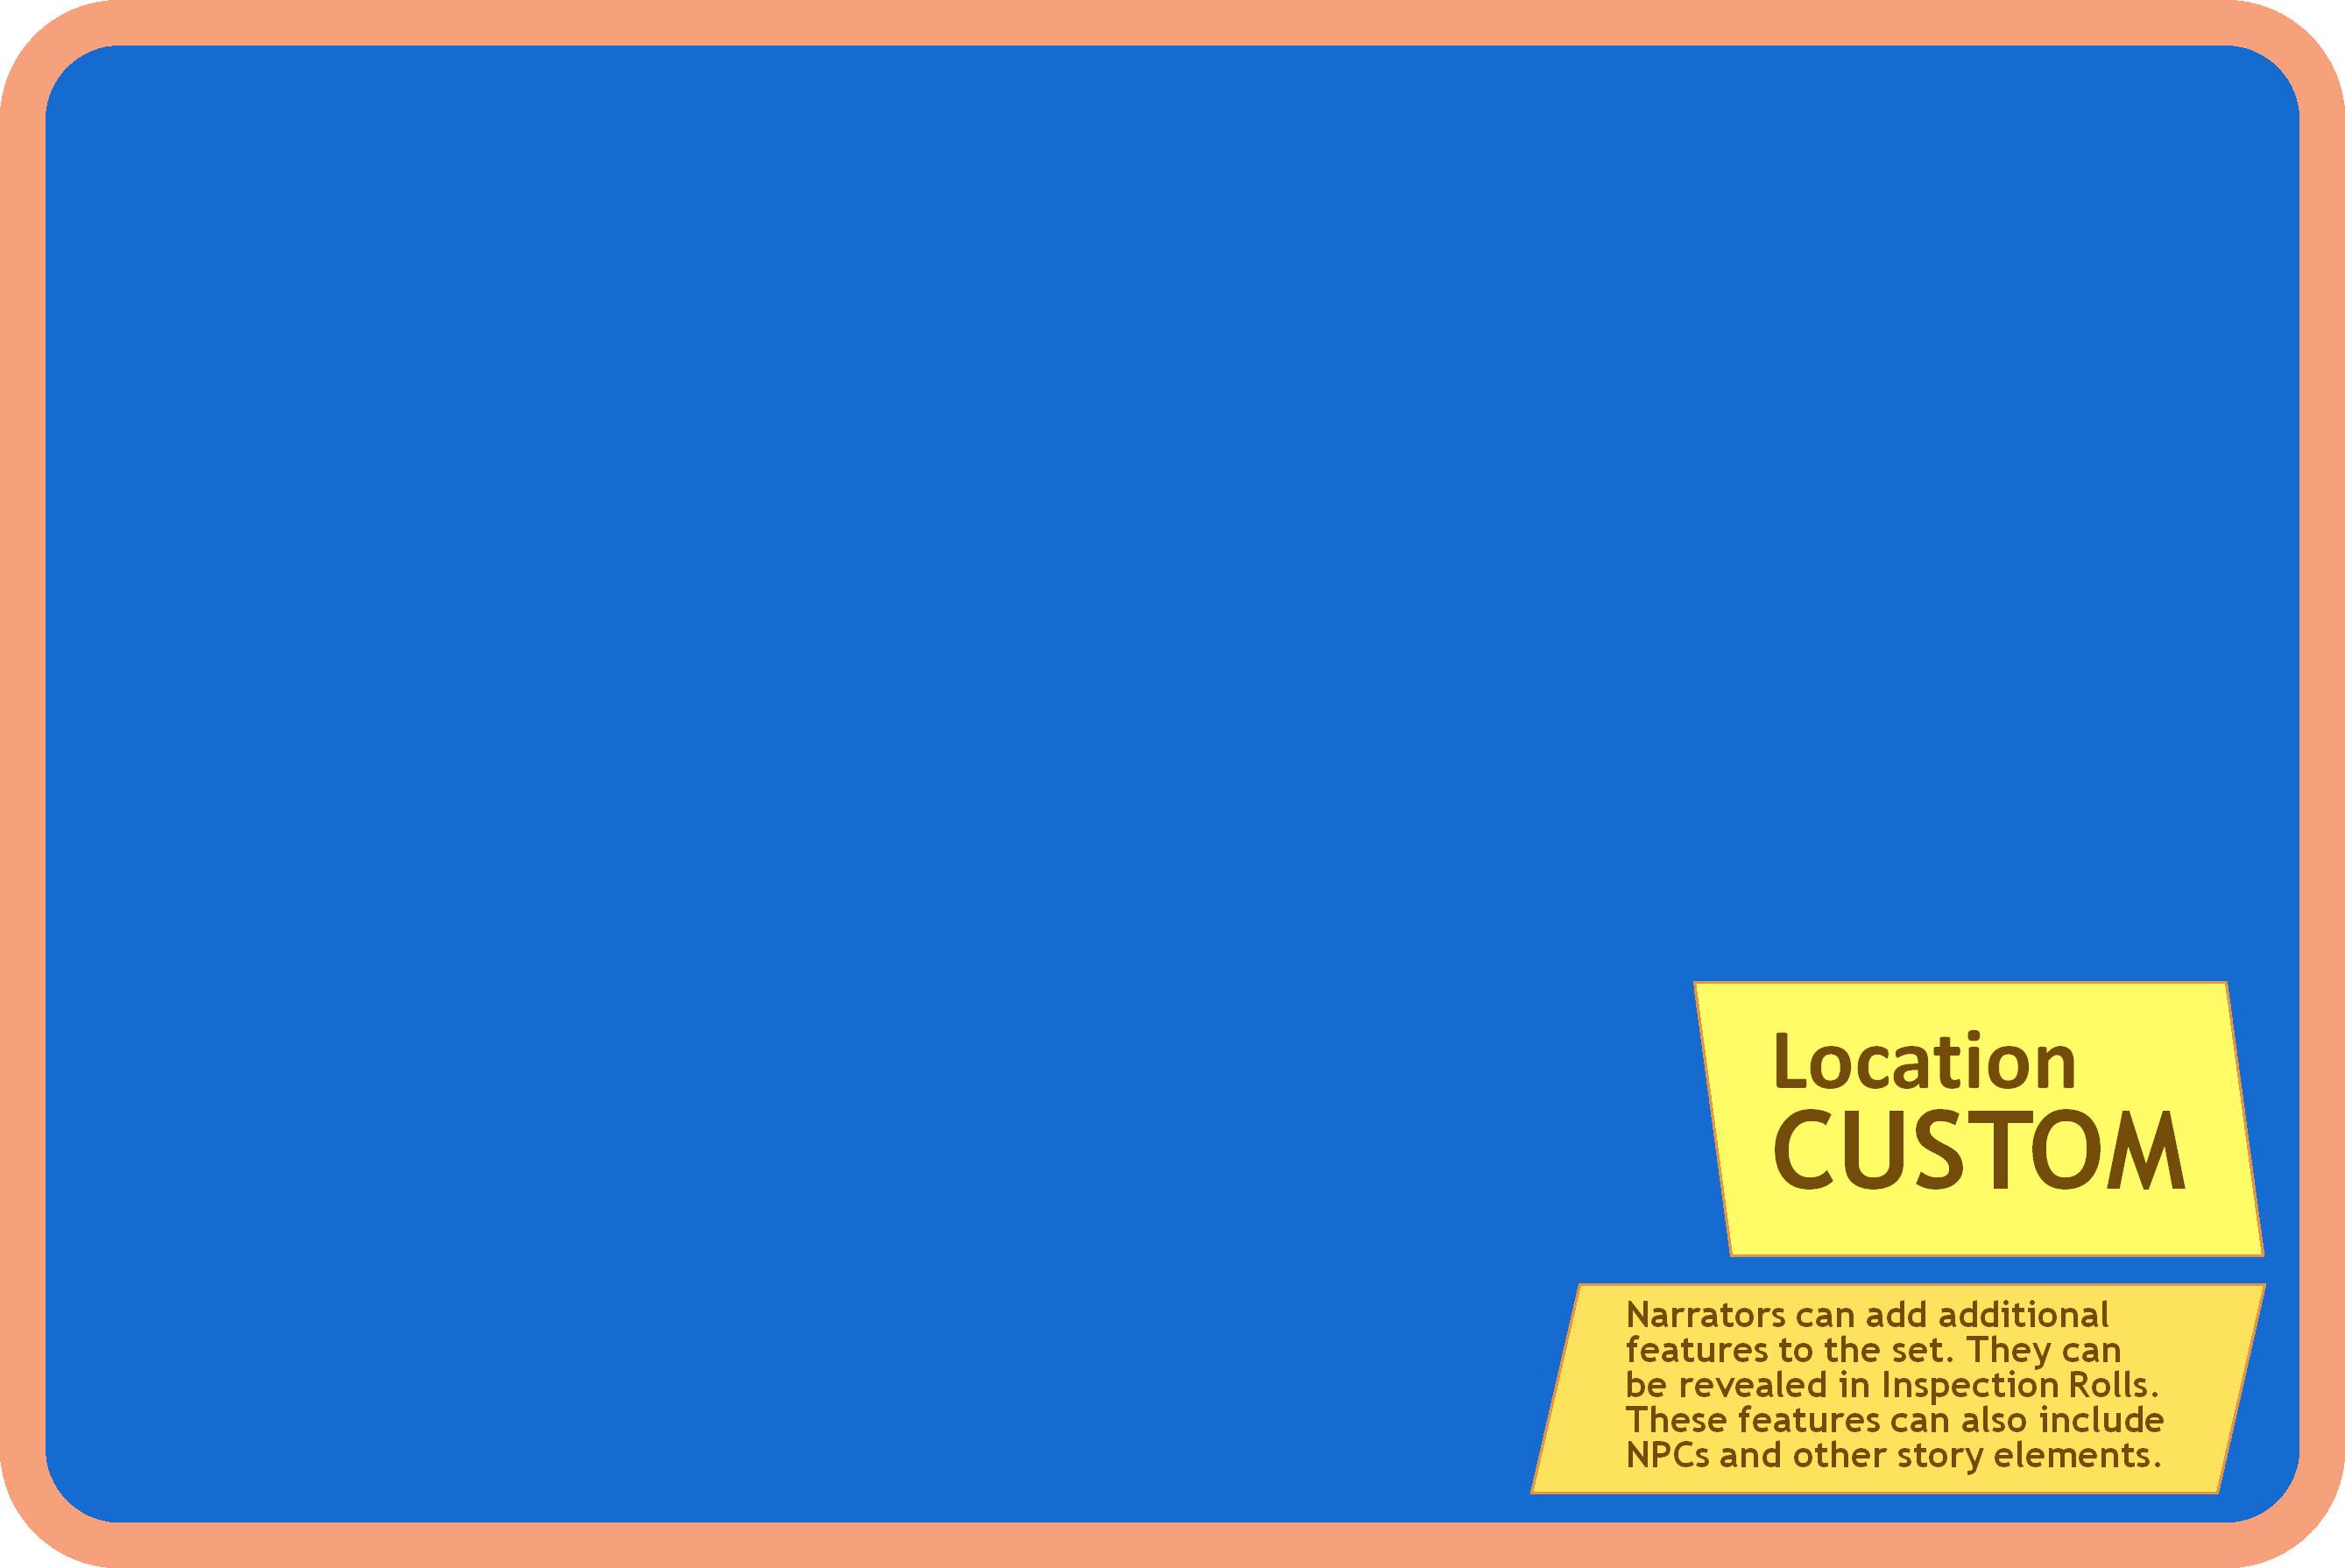 Location
CUSTOM
Narrators can add additional
features to the set. They can
be revealed in Inspection Rolls.
These features can also include
NPCs and other story elements.